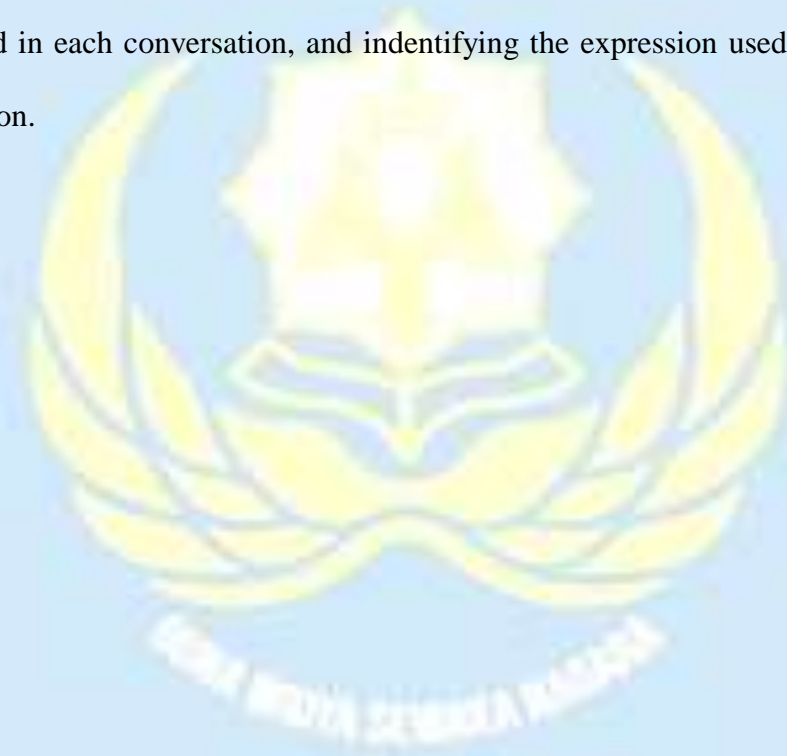 d in each conversation, and indentifying the expression used
on.